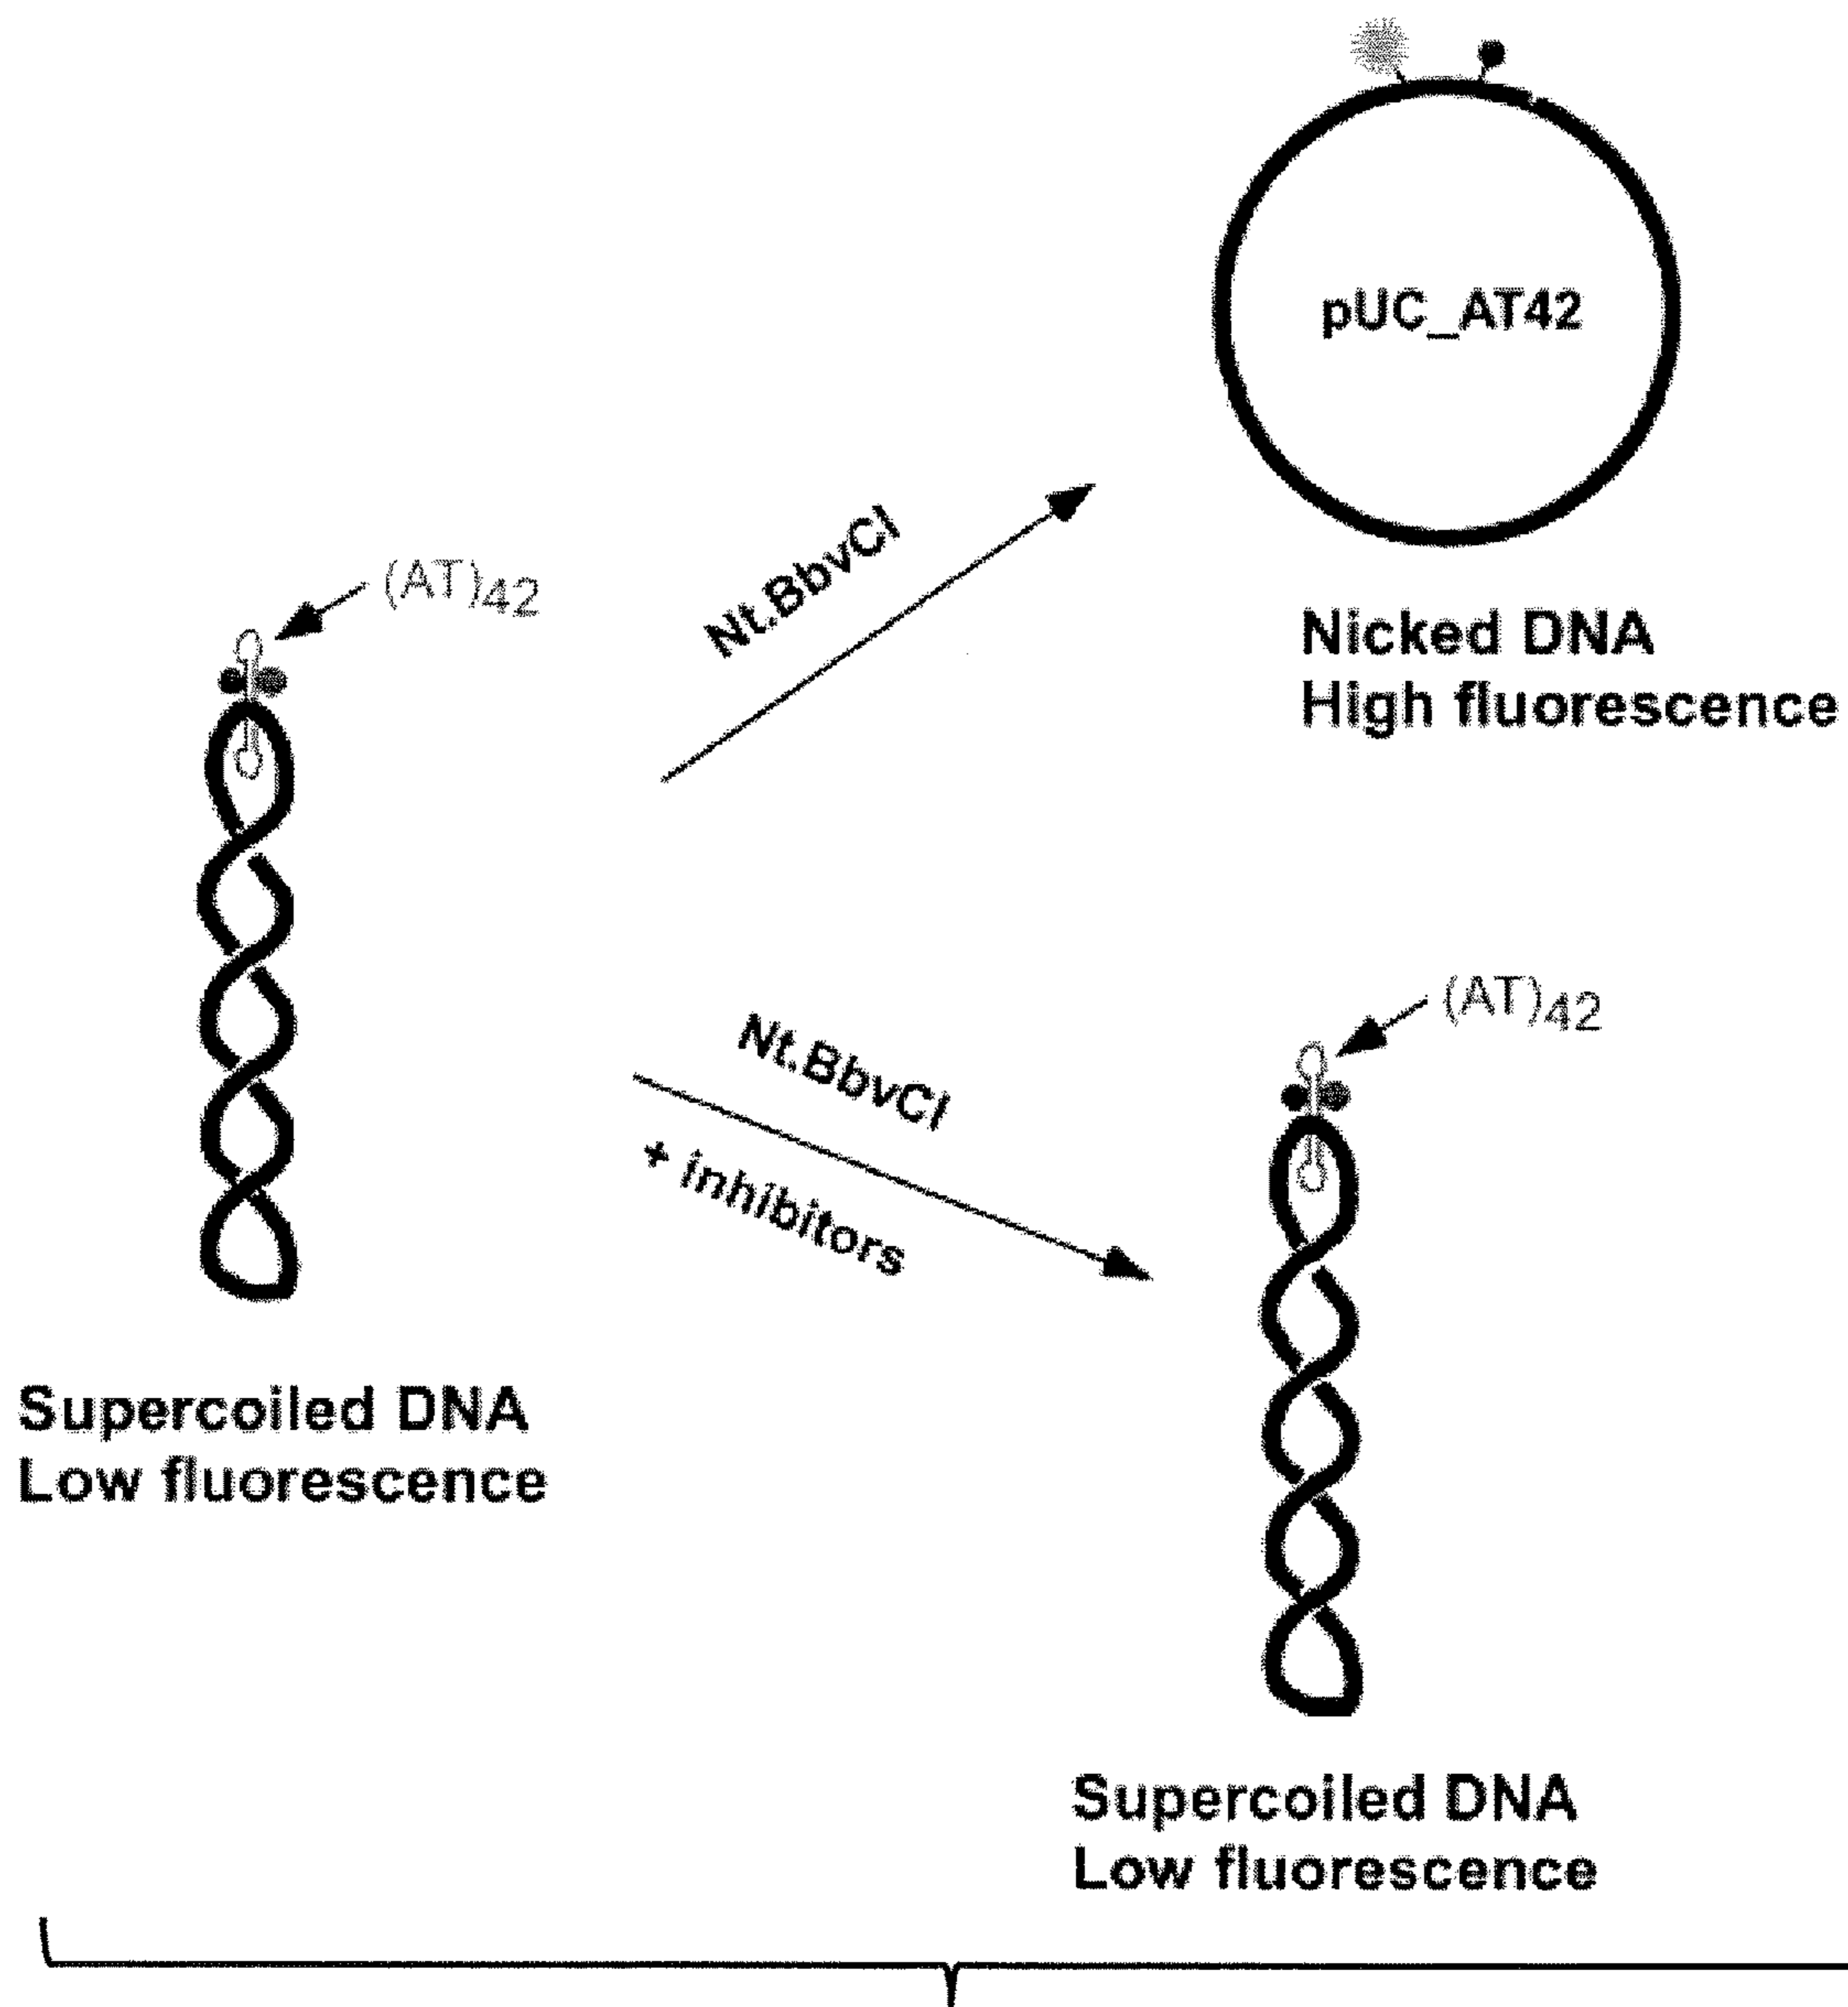 pUC_AT42
Nicked DNA
High fluorescence
Nt.BbvCI
(AT)42
Supercoiled DNA
Low fluorescence
Nt.BbvCI
+ inhibitors
(AT)42
Supercoiled DNA
Low fluorescence